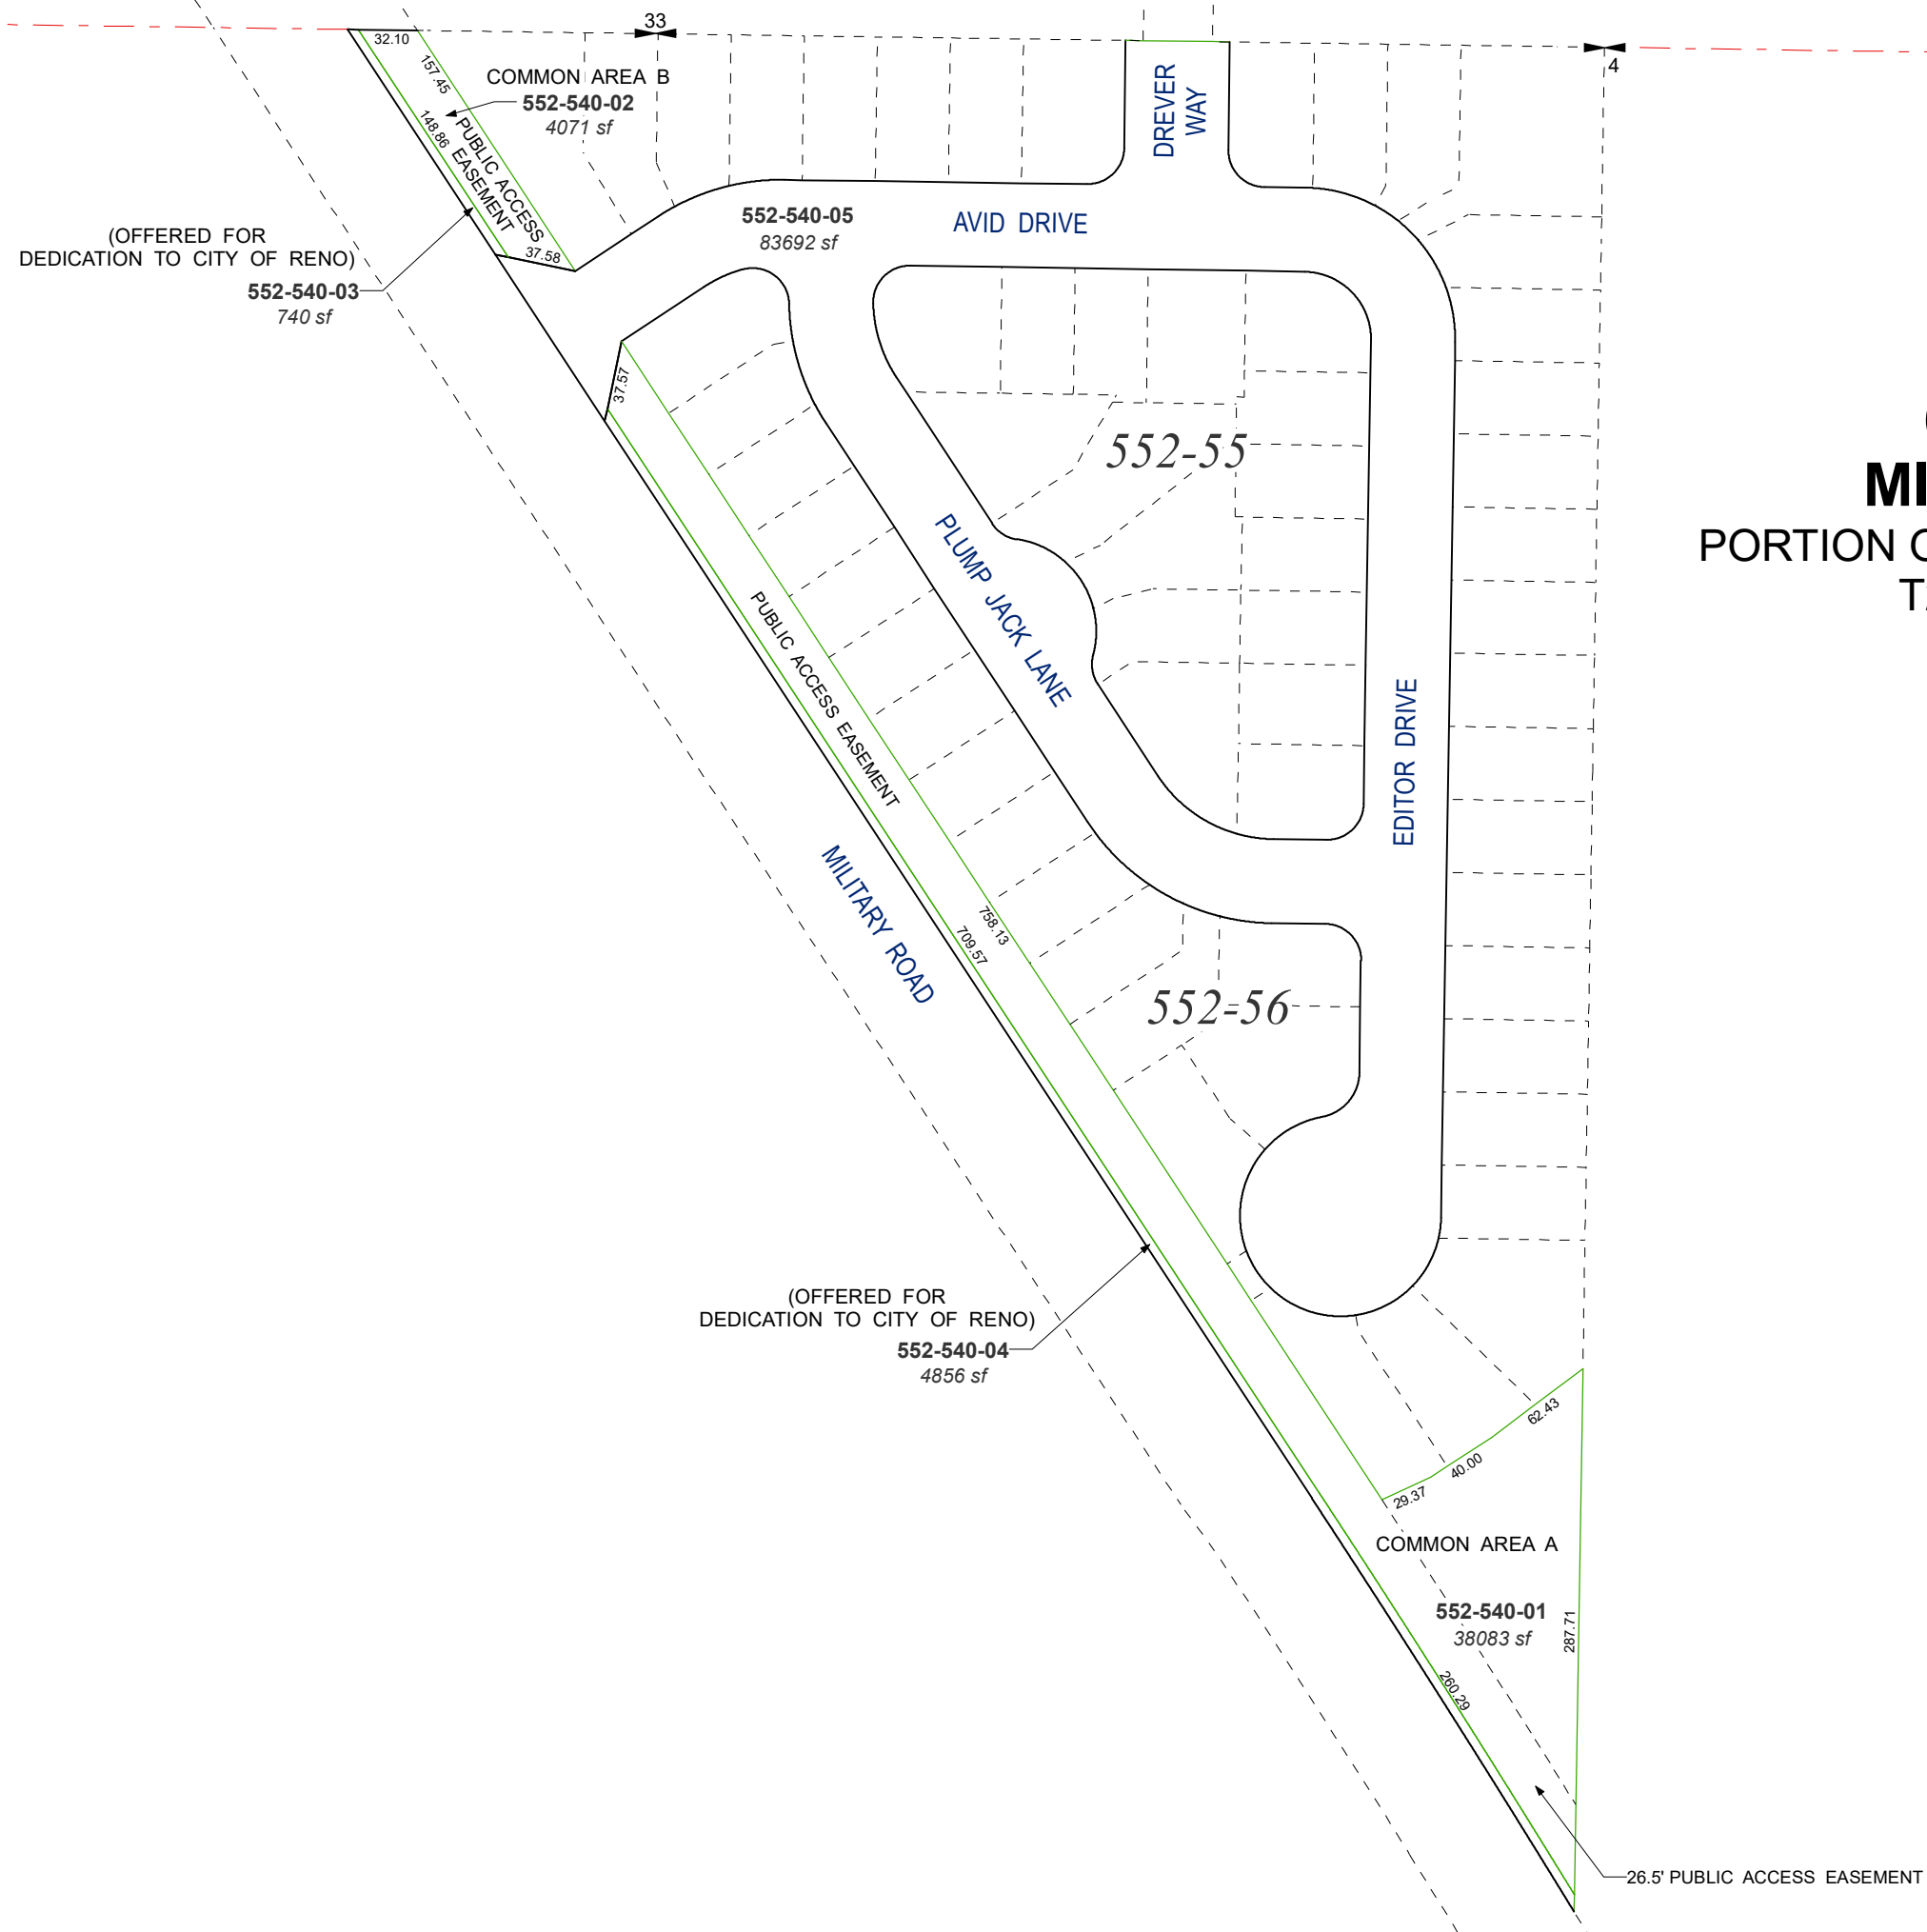 33
4
32.10
157.45
COMMON AREA B
552-540-02
4071 sf
148.86
PUBLIC ACCESS
EASEMENT
37.58
DREVER
WAY
(OFFERED FOR
DEDICATION TO CITY OF RENO)
552-540-03
740 sf
552-540-05
83692 sf
AVID DRIVE
37.57
552-55
MI
PORTION
PLUMP JACK LANE
PUBLIC ACCESS EASEMENT
EDITOR DRIVE
MILITARY ROAD
758.13
709.57
552-56
(OFFERED FOR
DEDICATION TO CITY OF RENO)
552-540-04
4856 sf
62.43
40.00
29.37
COMMON AREA A
552-540-01
38083 sf
287.71
260.29
26.5' PUBLIC ACCESS EASEMENT